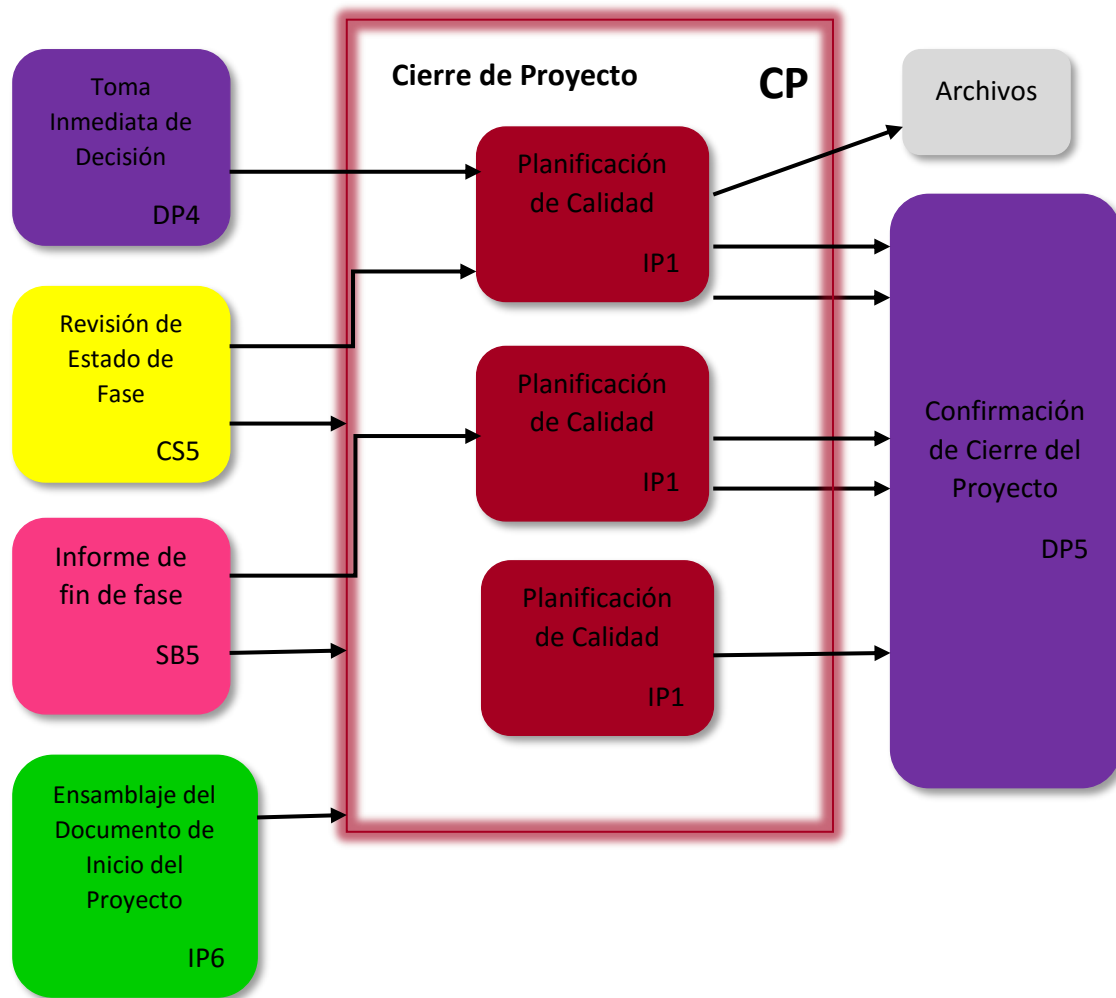 Toma
Inmediata de
Decisión
DP4
Revisión de
Estado de
Fase
CS5
Informe de
fin de fase
SB5
Ensamblaje del
Documento de
Inicio del
Proyecto
IP6
Cierre de Proyecto
CP
Planificación
de Calidad
IP1
Planificación
de Calidad
IP1
Planificación
de Calidad
IP1
Archivos
Confirmación
de Cierre del
Proyecto
DP5